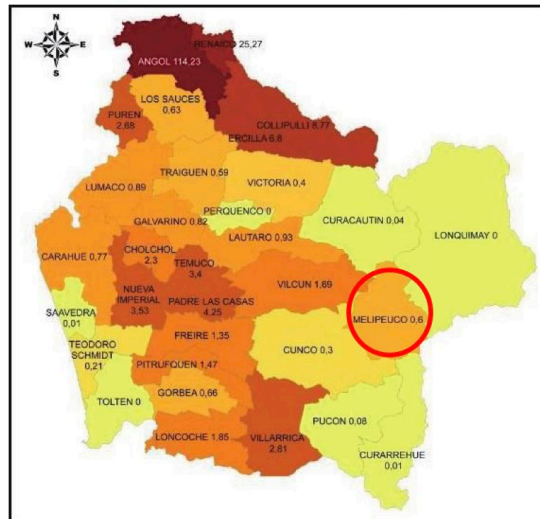 N
W E
S
RENAICO 25,27
ANGOL 114,23
LOS SAUCES
0,63
PUREN
2,68
COLLIPULLI 8,77
ERCILLA 6,8
TRAIGUEN 0,59
VICTORIA 0,4
LUMACO 0,89
PERQUENCO 0
CURACAUTIN 0,04
GALVARINO 0,82
LONQUIMAY 0
LAUTARO 0,93
CARAHUE 0,77
CHOLCHOL
2,3
TEMUCO
3,4
VILCUN 1,69
NUEVA
IMPERIAL
3,53
PADRE LAS CASAS
4,25
SAAVEDRA
0,01
MELIPEUCO 0,6
FREIRE 1,35
TEODORO
SCHMIDT
0,21
CUNCO 0,3
PITRUFQUEN 1,47
TOLTEN 0
GORBEA 0,66
PUCON 0,08
LONCOCHE 1,85
VILLARRICA
2,81
CURARREHUE
0,01